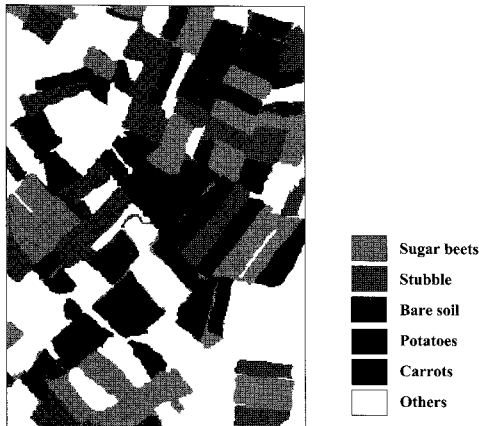 Sugar beets
Stubble
Bare soil
Potatoes
Carrots
Others